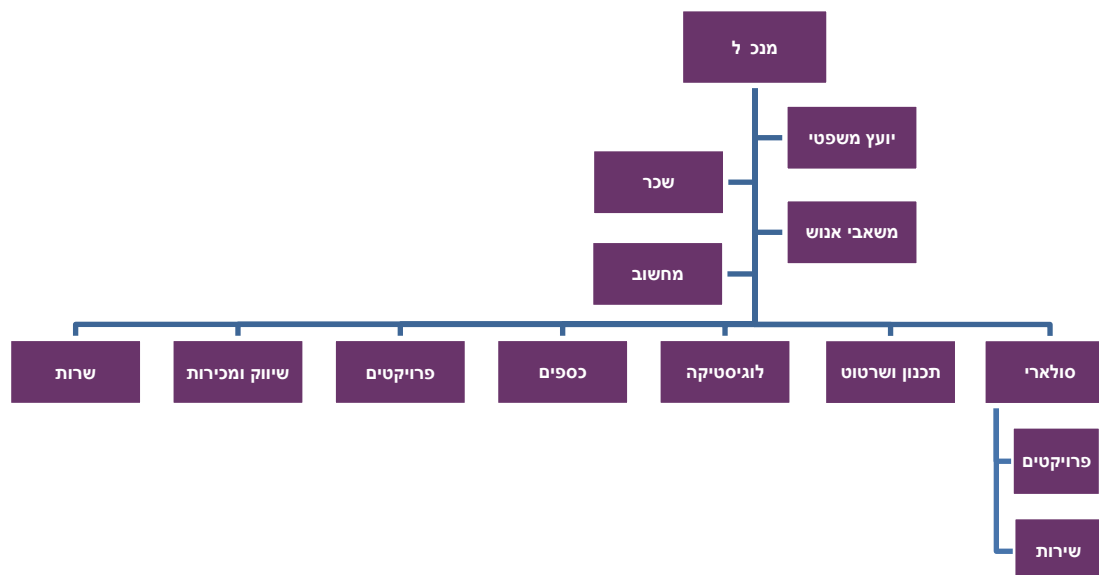 מנכ ל
יועץ משפטי
שכר
משאבי אנוש
מחשוב
סולארי
תכנון ושרטוט
לוגיסטיקה
כספים
פרויקטים
שיווק ומכירות
שרות
פרויקטים
שירות